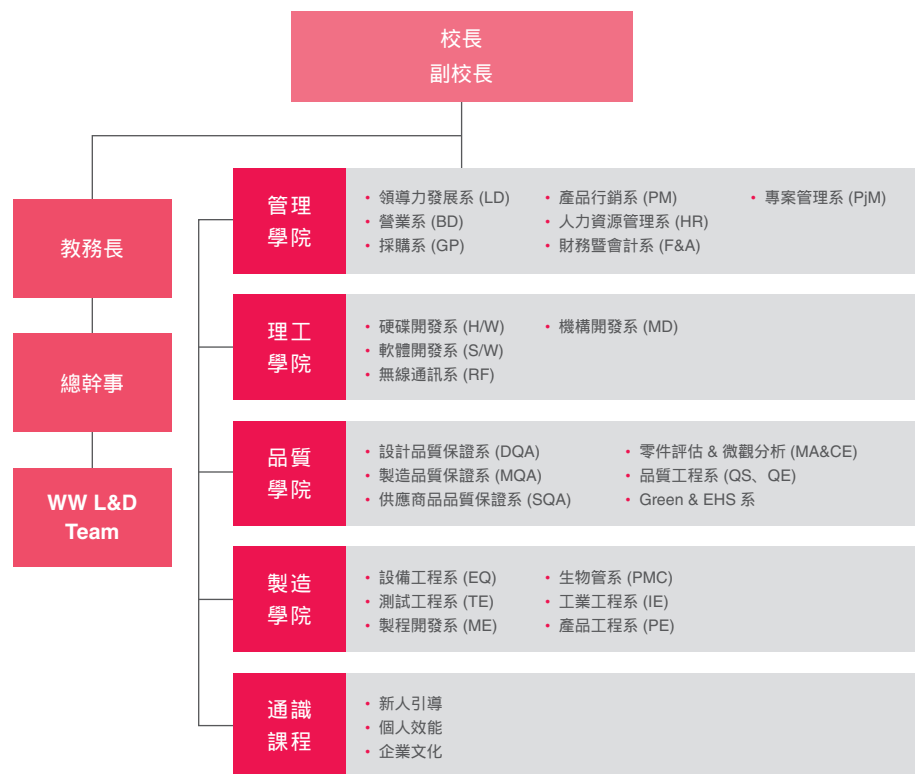 校長
副校長
教務長
總幹事
WW L&D
Team
管理
學院
• 領導力發展系 (LD)
• 營業系 (BD)
• 採購系 (GP)
• 產品行銷系 (PM)
• 人力資源管理系 (HR)
• 財務暨會計系 (F&A)
• 專案管理系 (PjM)
理工
學院
• 硬碟開發系 (H/W)
• 軟體開發系 (S/W)
• 無線通訊系 (RF)
• 機構開發系 (MD)
品質
學院
• 設計品質保證系 (DQA)
• 製造品質保證系 (MQA)
• 供應商品品質保證系 (SQA)
• 零件評估 & 微觀分析 (MA&CE)
• 品質工程系 (QS、QE)
• Green & EHS 系
製造
學院
• 設備工程系 (EQ)
• 測試工程系 (TE)
• 製程開發系 (ME)
• 生物管系 (PMC)
• 工業工程系 (IE)
• 產品工程系 (PE)
通識
課程
• 新人引導
• 個人效能
• 企業文化